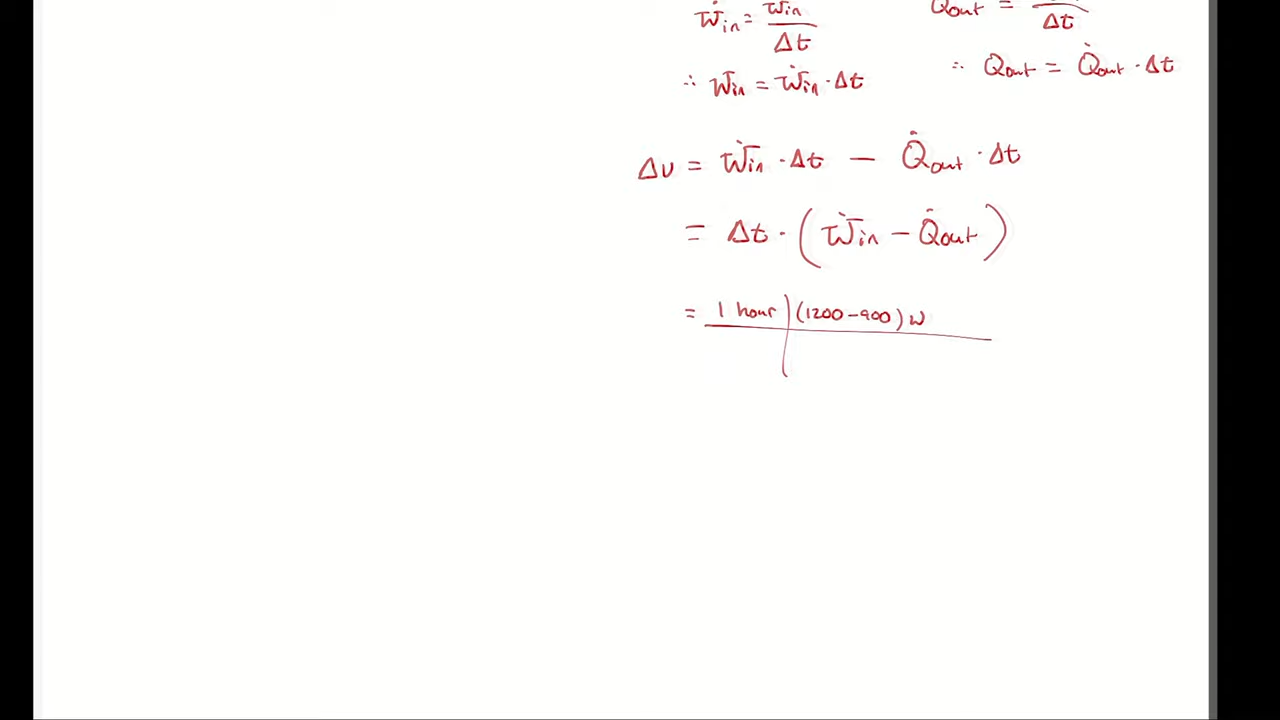 Ẇin = Win / Δt
Qout = / Δt
∴ Win = Ẇin · Δt
∴ Qout = Q̇out · Δt
ΔU = Ẇin · Δt − Q̇out · Δt
= Δt · (Ẇin − Q̇out)
= 1 hour | (1200−900) W